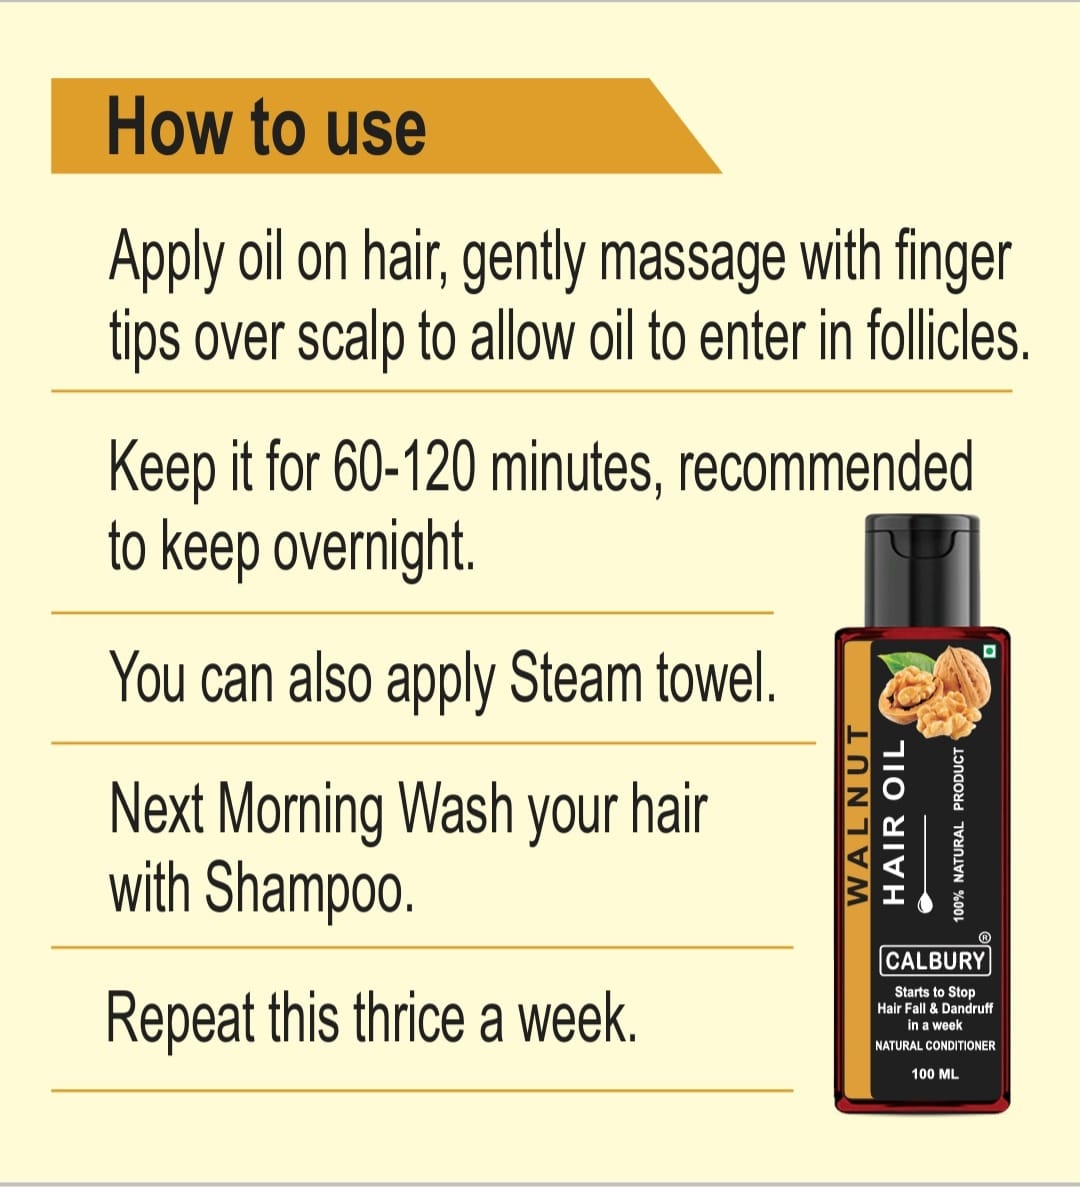 How to use
Apply oil on hair, gently massage with finger
tips over scalp to allow oil to enter in follicles.
Keep it for 60-120 minutes, recommended
to keep overnight.
You can also apply Steam towel.
Next Morning Wash your hair
with Shampoo.
Repeat this thrice a week.
WALNUT
HAIR OIL
100% NATURAL PRODUCT
CALBURY®
Starts to Stop
Hair Fall & Dandruff
in a week
NATURAL CONDITIONER
100 ML